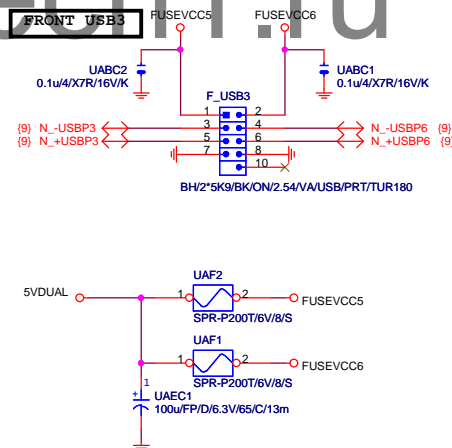 FRONT USB3
FUSEVCC5 FUSEVCC6
UABC2 UABC1
0.1u/4/X7R/16V/K 0.1u/4/X7R/16V/K
F_USB3
1 2
{9} N_-USBP3 3 4 N_-USBP6 {9}
{9} N_+USBP3 5 6 N_+USBP6 {9
7 8
10
BH/2*5K9/BK/ON/2.54/VA/USB/PRT/TUR180
UAF2
5VDUAL 1 2 FUSEVCC5
SPR-P200T/6V/8/S
UAF1
1 2 FUSEVCC6
SPR-P200T/6V/8/S
1
+ UAEC1
100u/FP/D/6.3V/65/C/13m